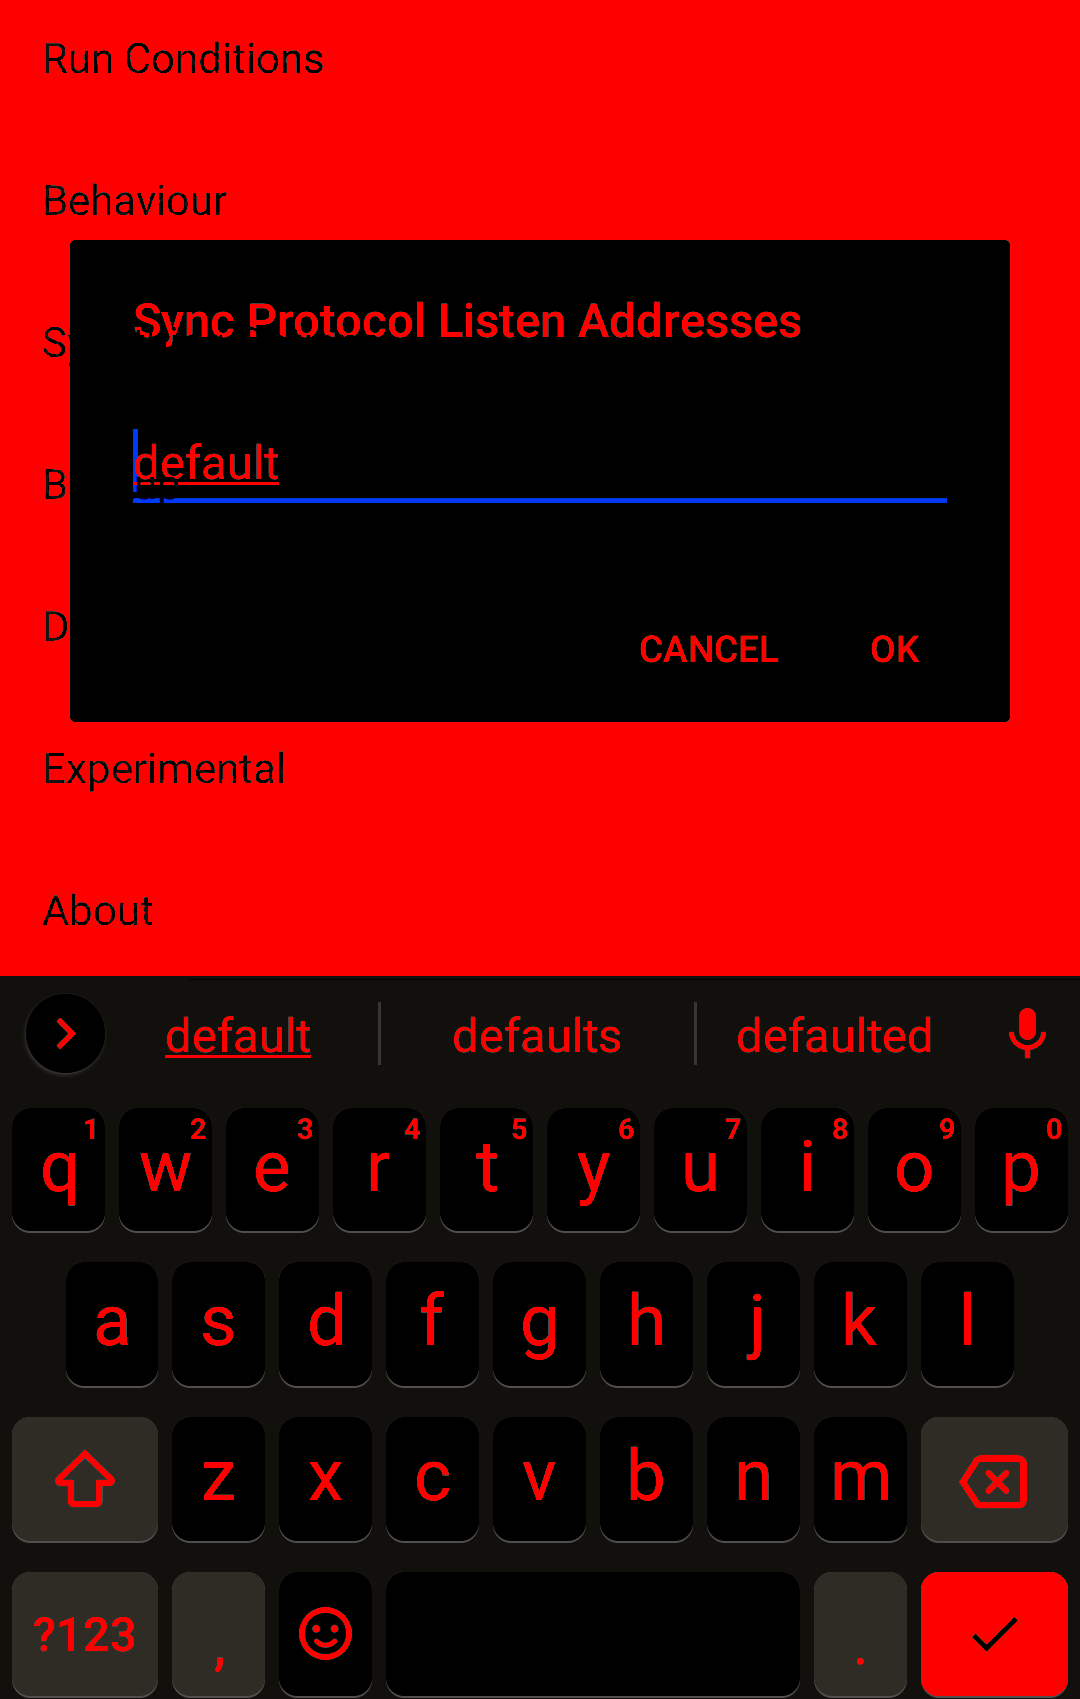 Run Conditions
Behaviour
Sync Protocol Listen Addresses
default
CANCEL OK
Experimental
About
default defaults defaulted
1 2 3 4 5 6 7 8 9 0
q w e r t y u i o p
a s d f g h j k l
z x c v b n m
?123 , .